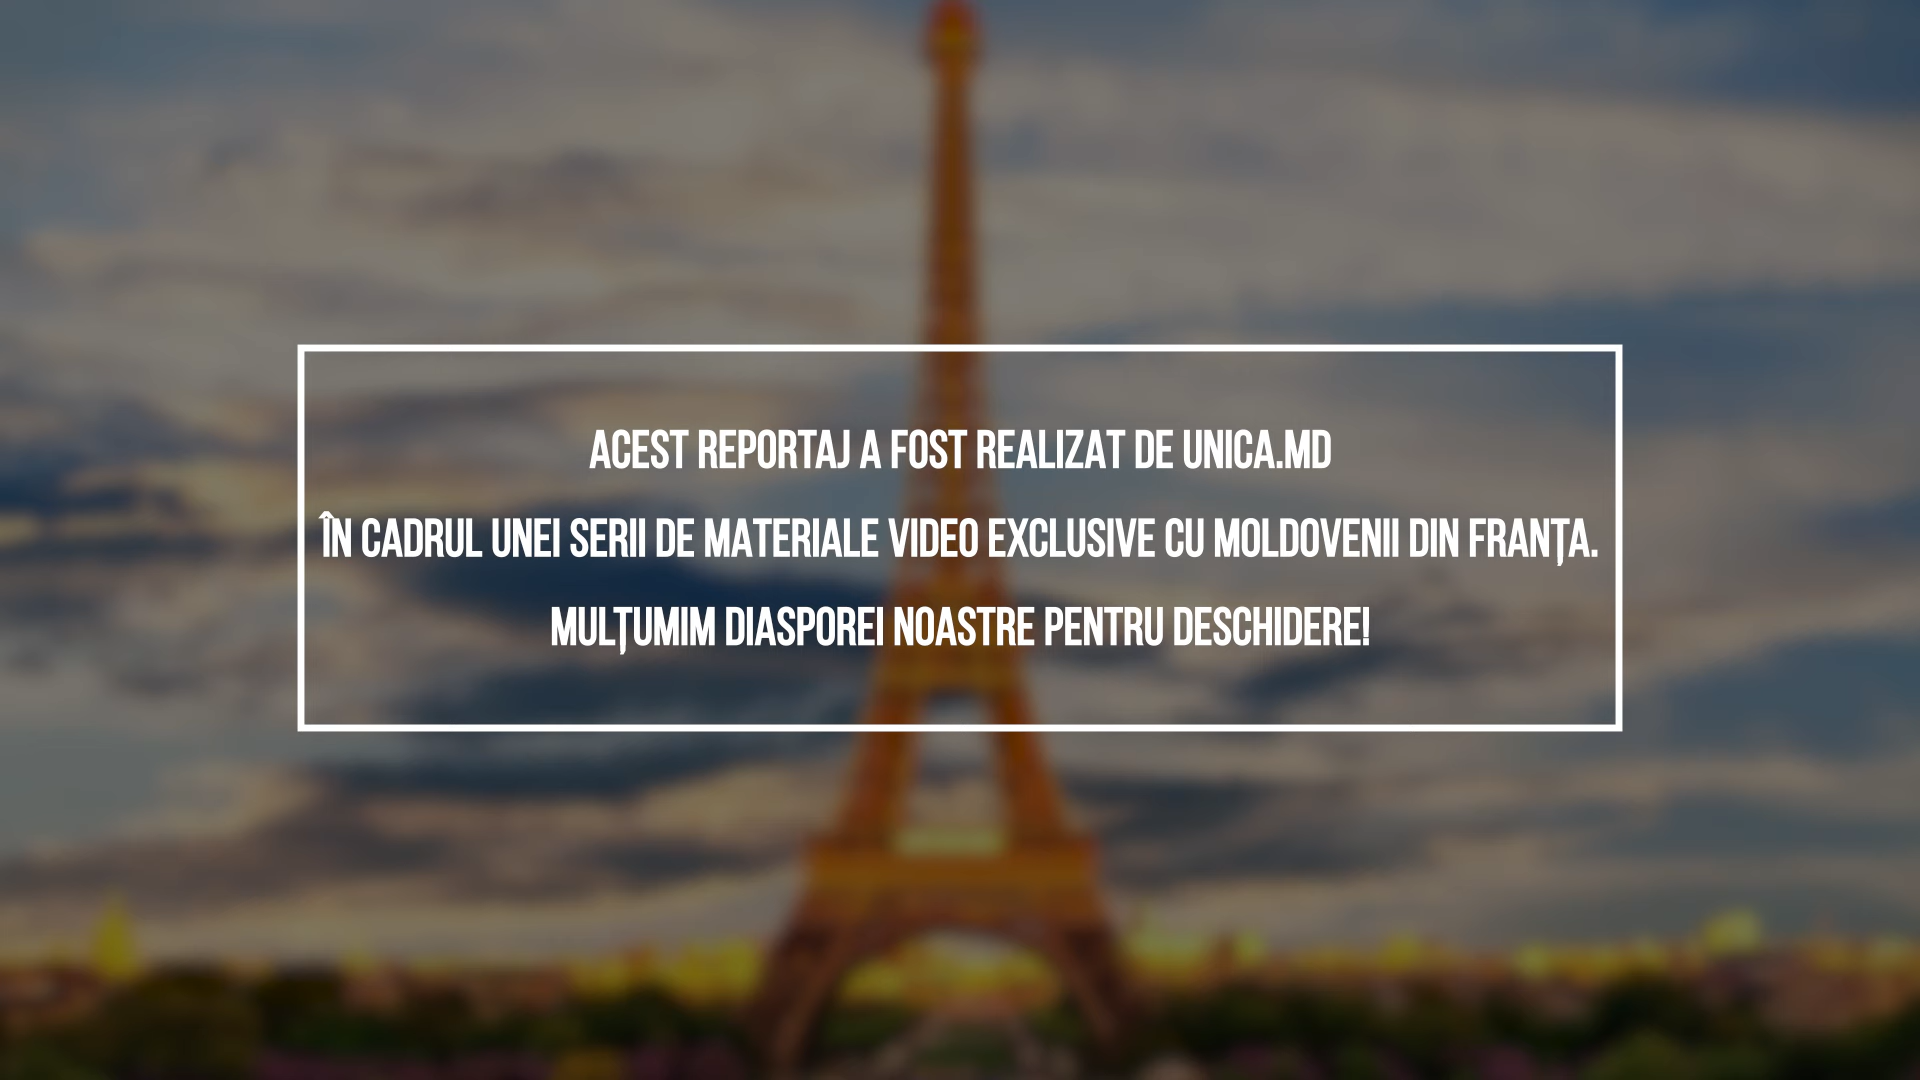 ACEST REPORTAJ A FOST REALIZAT DE UNICA.MD
ÎN CADRUL UNEI SERII DE MATERIALE VIDEO EXCLUSIVE CU MOLDOVENII DIN FRANȚA.
MULȚUMIM DIASPOREI NOASTRE PENTRU DESCHIDERE!